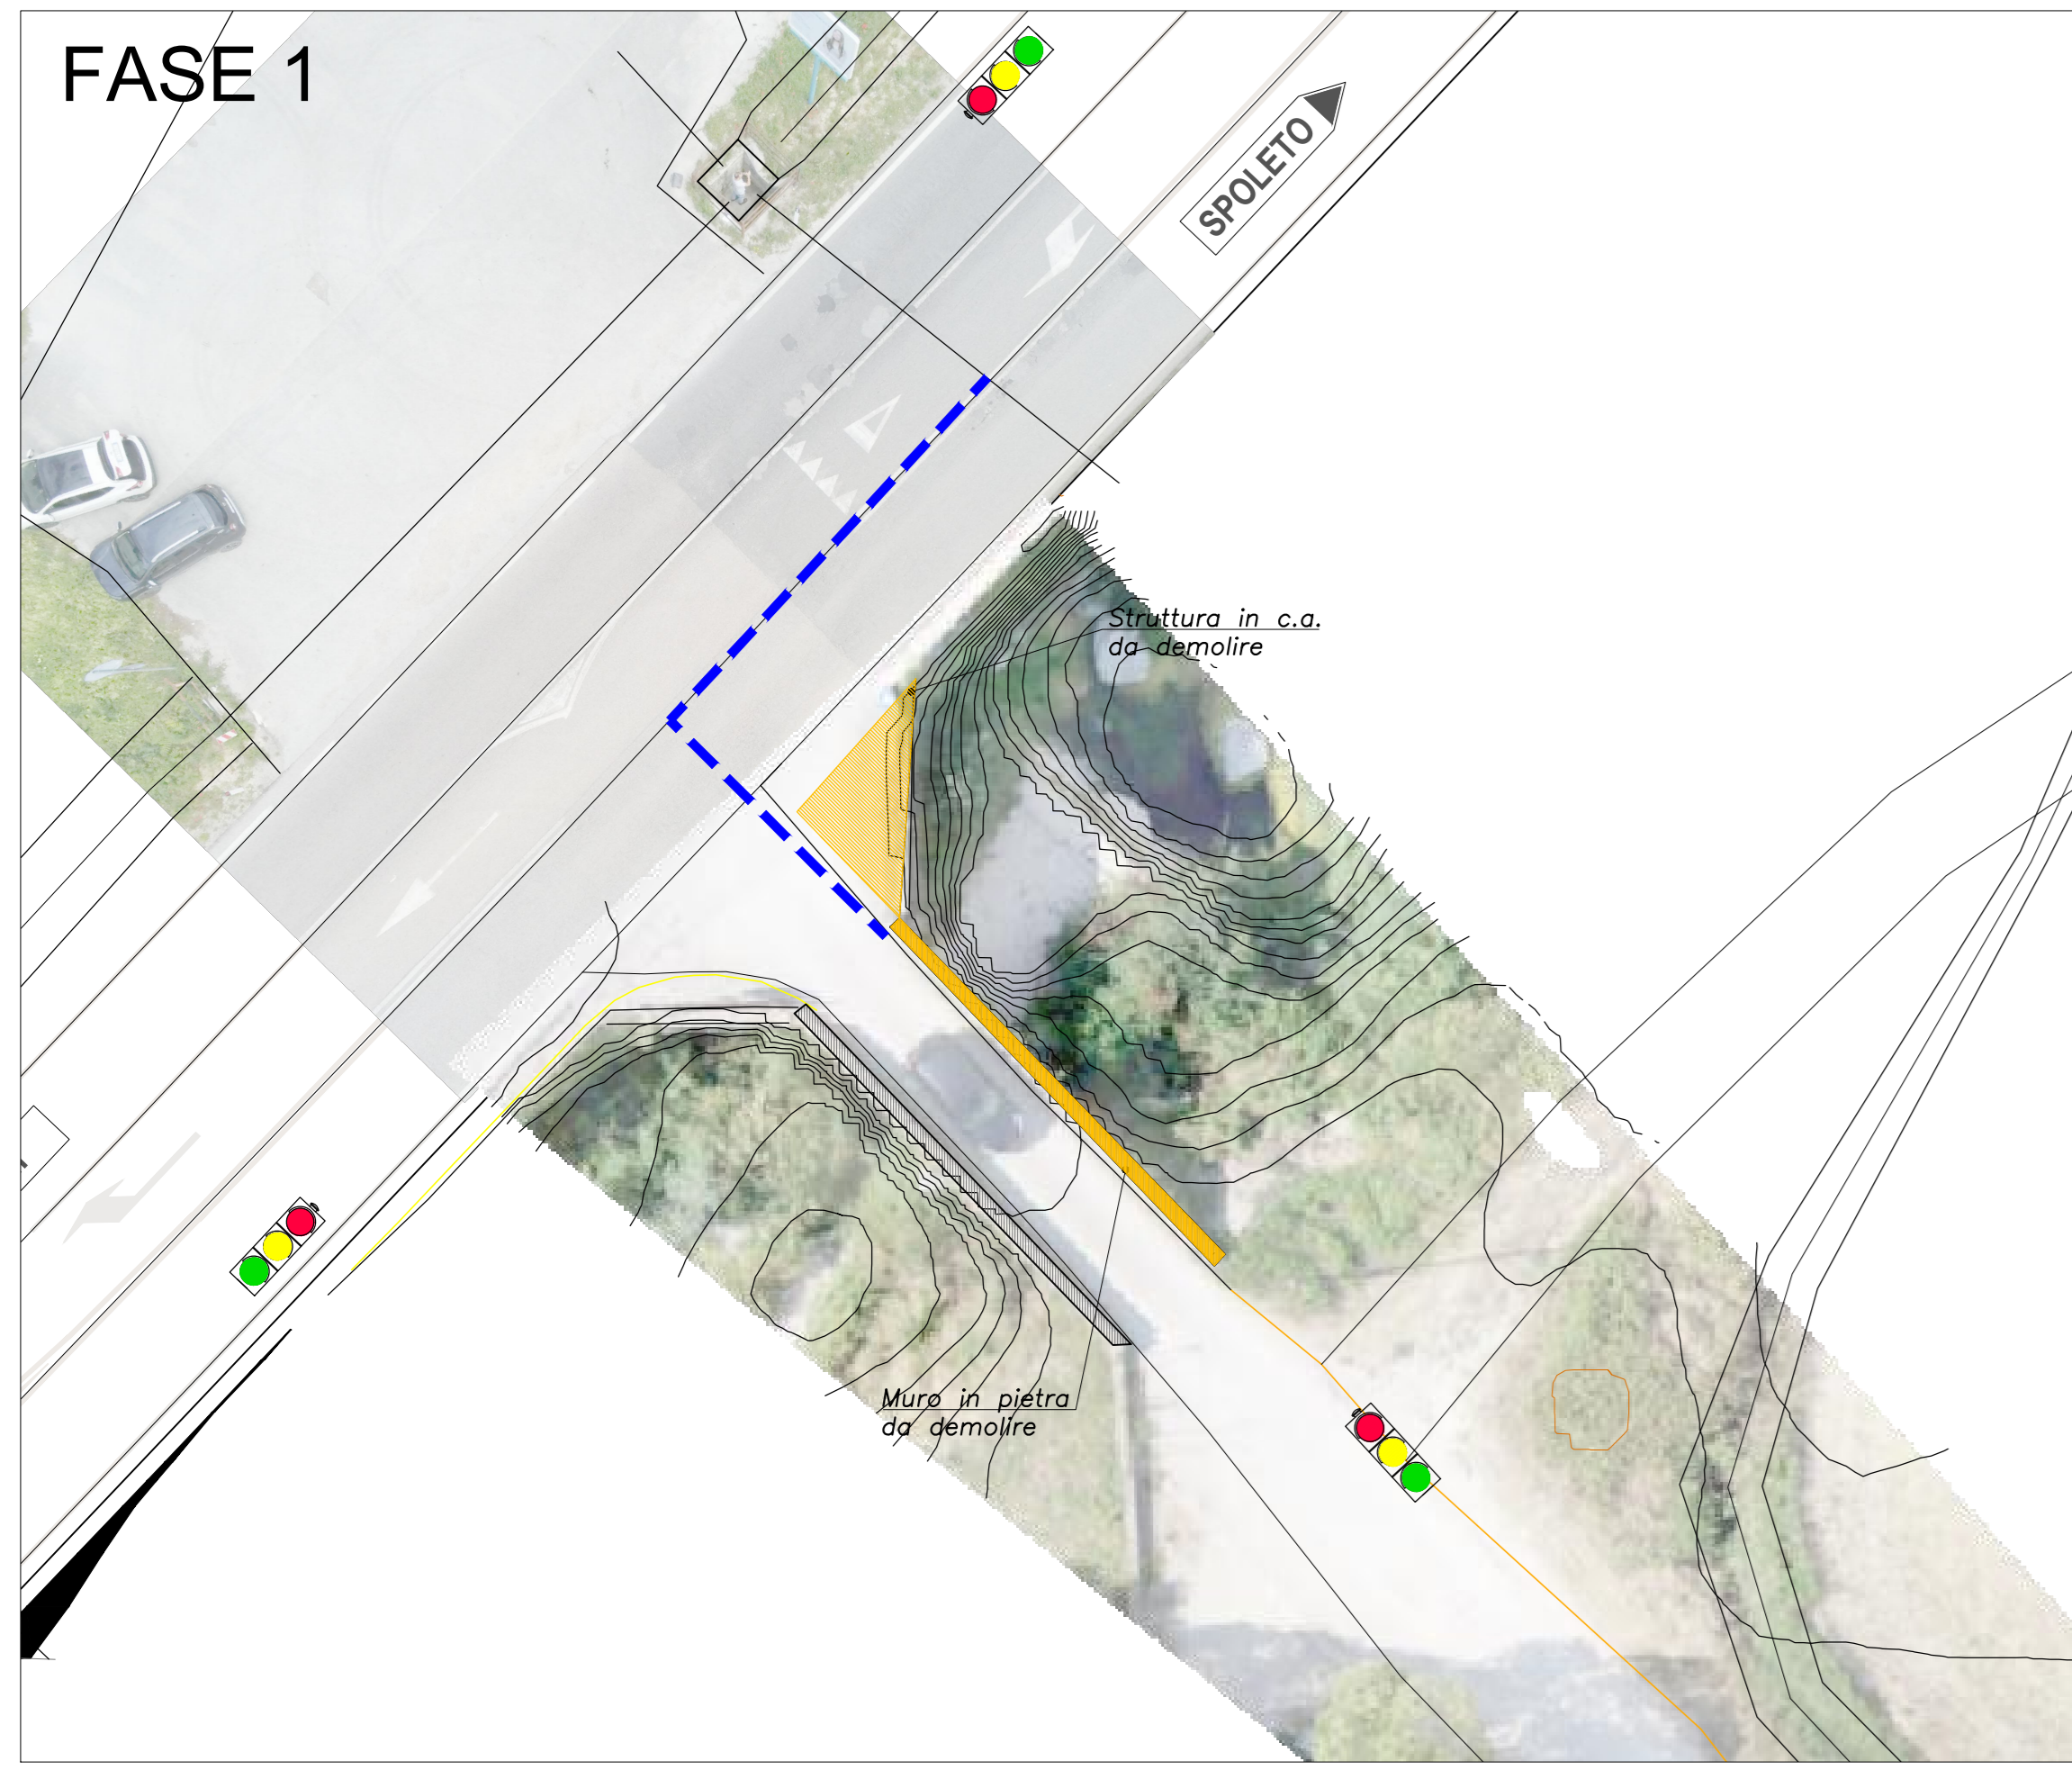 FASE 1
SPOLETO
Struttura in c.a.
da demolire
Muro in pietra
da demolire